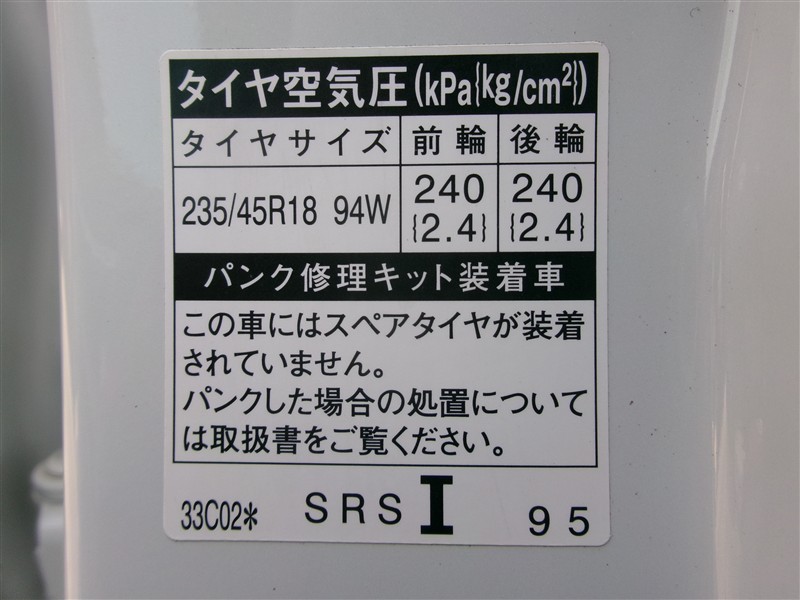 タイヤ空気圧(kPa{kg/cm²})
タイヤサイズ 前輪 後輪
235/45R18 94W 240 {2.4} 240 {2.4}
パンク修理キット装着車
この車にはスペアタイヤが装着
されていません。
パンクした場合の処置について
は取扱書をご覧ください。
33C02* SRS I 95